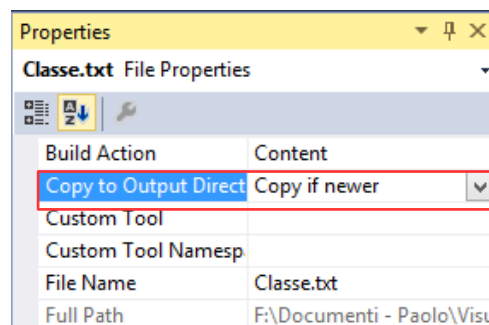 Properties
Classe.txt File Properties
Build Action Content
Copy to Output Direct Copy if newer
Custom Tool
Custom Tool Namesp
File Name Classe.txt
Full Path F:\Documenti - Paolo\Visu